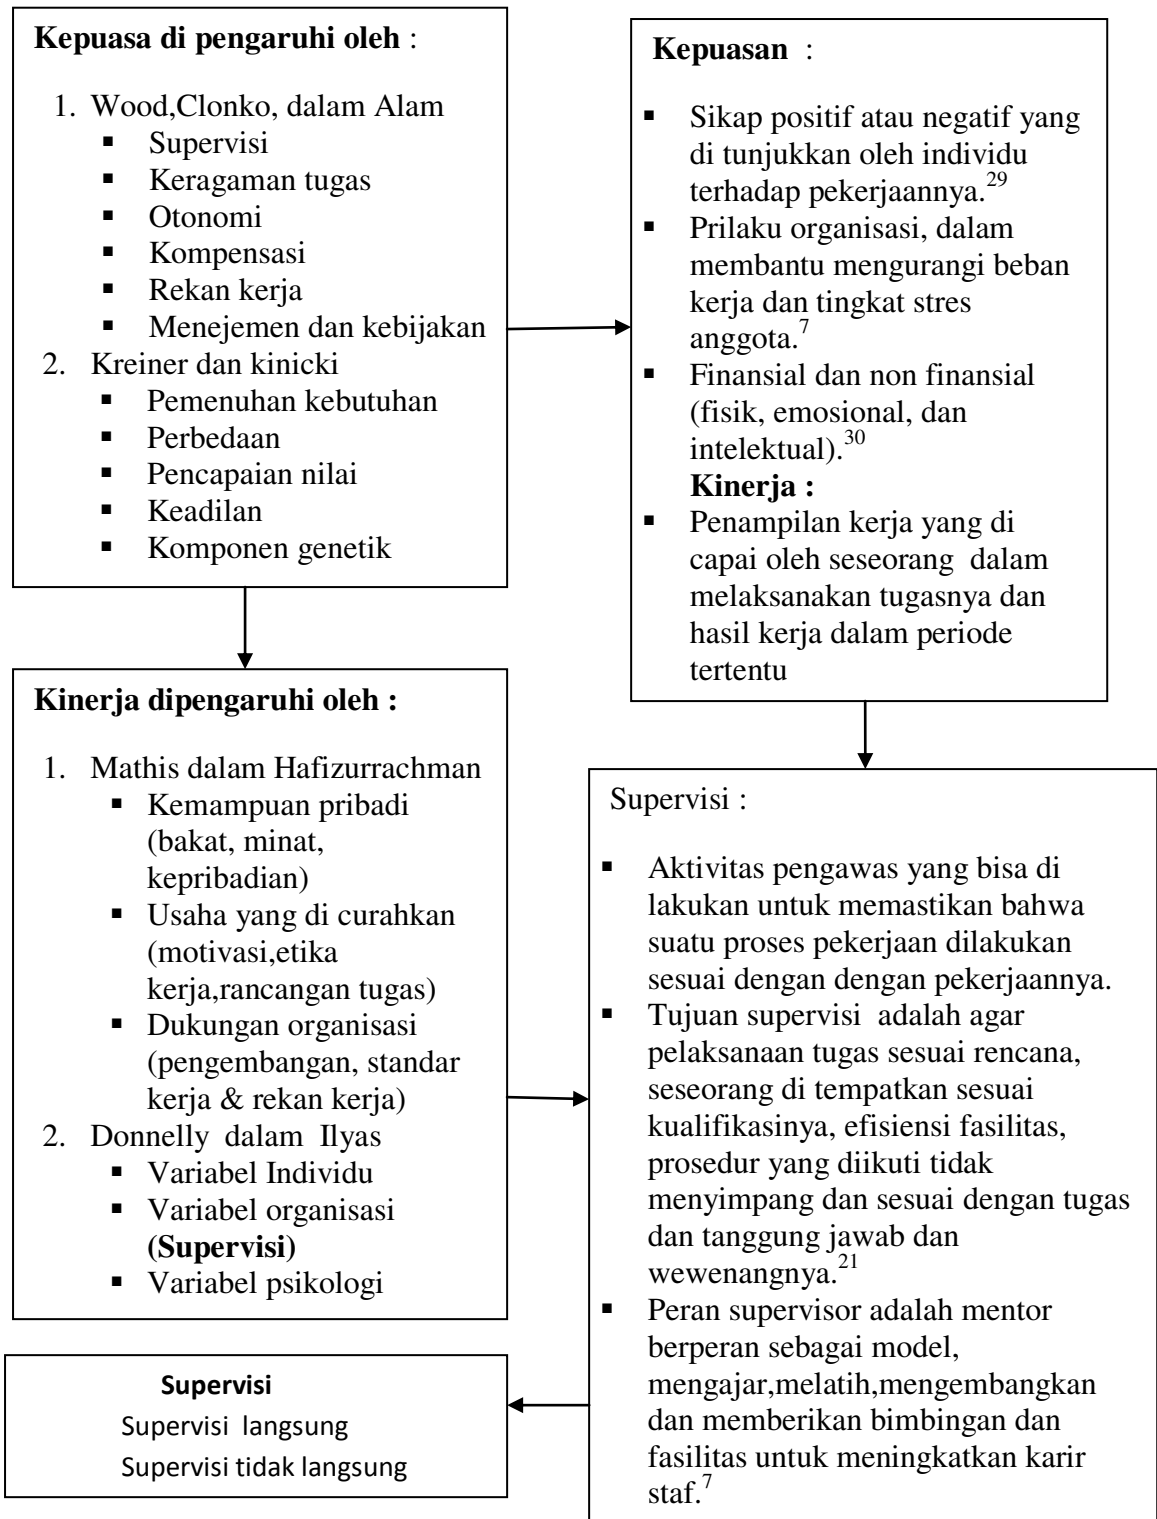 Kepuasa di pengaruhi oleh :
1. Wood,Clonko, dalam Alam
▪ Supervisi
▪ Keragaman tugas
▪ Otonomi
▪ Kompensasi
▪ Rekan kerja
▪ Menejemen dan kebijakan
2. Kreiner dan kinicki
▪ Pemenuhan kebutuhan
▪ Perbedaan
▪ Pencapaian nilai
▪ Keadilan
▪ Komponen genetik
Kepuasan :
▪ Sikap positif atau negatif yang
di tunjukkan oleh individu
terhadap pekerjaannya.29
▪ Prilaku organisasi, dalam
membantu mengurangi beban
kerja dan tingkat stres
anggota.7
▪ Finansial dan non finansial
(fisik, emosional, dan
intelektual).30
Kinerja :
▪ Penampilan kerja yang di
capai oleh seseorang dalam
melaksanakan tugasnya dan
hasil kerja dalam periode
tertentu
Kinerja dipengaruhi oleh :
1. Mathis dalam Hafizurrachman
▪ Kemampuan pribadi
(bakat, minat,
kepribadian)
▪ Usaha yang di curahkan
(motivasi,etika
kerja,rancangan tugas)
▪ Dukungan organisasi
(pengembangan, standar
kerja & rekan kerja)
2. Donnelly dalam Ilyas
▪ Variabel Individu
▪ Variabel organisasi
(Supervisi)
▪ Variabel psikologi
Supervisi :
▪ Aktivitas pengawas yang bisa di
lakukan untuk memastikan bahwa
suatu proses pekerjaan dilakukan
sesuai dengan dengan pekerjaannya.
▪ Tujuan supervisi adalah agar
pelaksanaan tugas sesuai rencana,
seseorang di tempatkan sesuai
kualifikasinya, efisiensi fasilitas,
prosedur yang diikuti tidak
menyimpang dan sesuai dengan tugas
dan tanggung jawab dan
wewenangnya.21
▪ Peran supervisor adalah mentor
berperan sebagai model,
mengajar,melatih,mengembangkan
dan memberikan bimbingan dan
fasilitas untuk meningkatkan karir
staf.7
Supervisi
Supervisi langsung
Supervisi tidak langsung